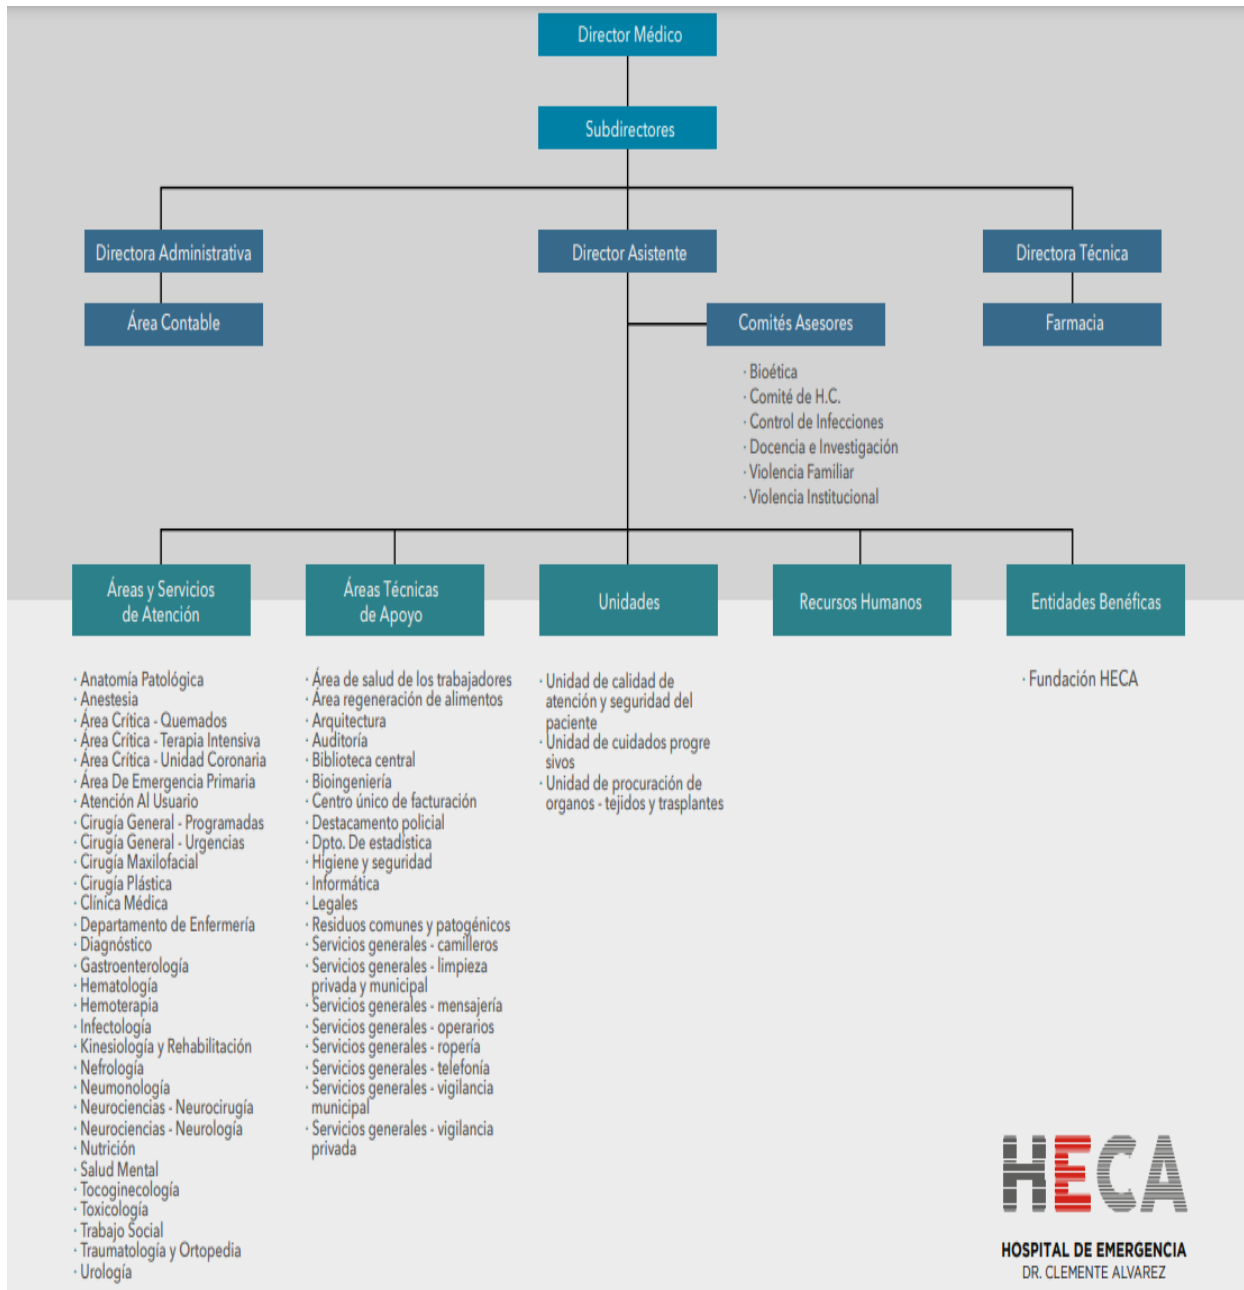 Director Médico
Subdirectores
Directora Administrativa
Director Asistente
Directora Técnica
Área Contable
Comités Asesores
Farmacia
· Bioética
· Comité de H.C.
· Control de Infecciones
· Docencia e Investigación
· Violencia Familiar
· Violencia Institucional
Áreas y Servicios
de Atención
Áreas Técnicas
de Apoyo
Unidades
Recursos Humanos
Entidades Benéficas
· Anatomía Patológica
· Anestesia
· Área Crítica - Quemados
· Área Crítica - Terapia Intensiva
· Área Crítica - Unidad Coronaria
· Área De Emergencia Primaria
· Atención Al Usuario
· Cirugía General - Programadas
· Cirugía General - Urgencias
· Cirugía Maxilofacial
· Cirugía Plástica
· Clínica Médica
· Departamento de Enfermería
· Diagnóstico
· Gastroenterología
· Hematología
· Hemoterapia
· Infectología
· Kinesiología y Rehabilitación
· Nefrología
· Neumonología
· Neurociencias - Neurocirugía
· Neurociencias - Neurología
· Nutrición
· Salud Mental
· Tocoginecología
· Toxicología
· Trabajo Social
· Traumatología y Ortopedia
· Urología
· Área de salud de los trabajadores
· Área regeneración de alimentos
· Arquitectura
· Auditoría
· Biblioteca central
· Bioingeniería
· Centro único de facturación
· Destacamento policial
· Dpto. De estadística
· Higiene y seguridad
· Informática
· Legales
· Residuos comunes y patogénicos
· Servicios generales - camilleros
· Servicios generales - limpieza
privada y municipal
· Servicios generales - mensajería
· Servicios generales - operarios
· Servicios generales - ropería
· Servicios generales - telefonía
· Servicios generales - vigilancia
municipal
· Servicios generales - vigilancia
privada
· Unidad de calidad de
atención y seguridad del
paciente
· Unidad de cuidados progre
sivos
· Unidad de procuración de
organos - tejidos y trasplantes
· Fundación HECA
HECA
HOSPITAL DE EMERGENCIA
DR. CLEMENTE ALVAREZ